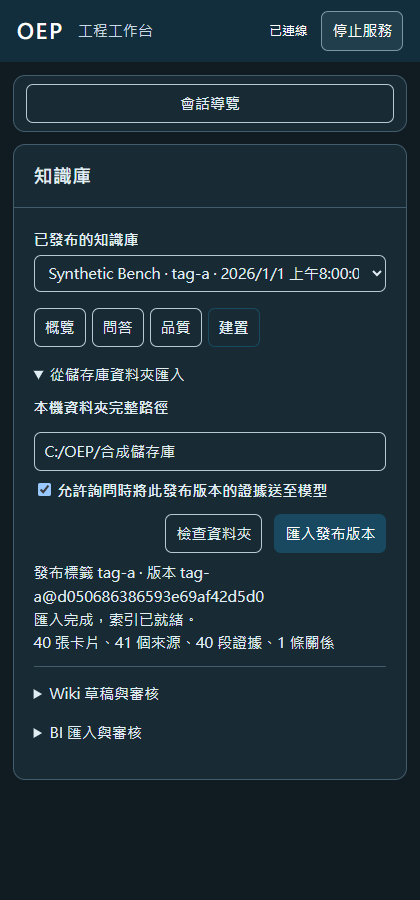 OEP 工程工作台 已連線 停止服務
會話導覽
知識庫
已發布的知識庫
Synthetic Bench · tag-a · 2026/1/1 上午8:00:0
概覽 問答 品質 建置
▼ 從儲存庫資料夾匯入
本機資料夾完整路徑
C:/OEP/合成儲存庫
允許詢問時將此發布版本的證據送至模型
檢查資料夾 匯入發布版本
發布標籤 tag-a · 版本 tag-
a@d050686386593e69af42d5d0
匯入完成，索引已就緒。
40 張卡片、41 個來源、40 段證據、1 條關係
▶ Wiki 草稿與審核
▶ BI 匯入與審核